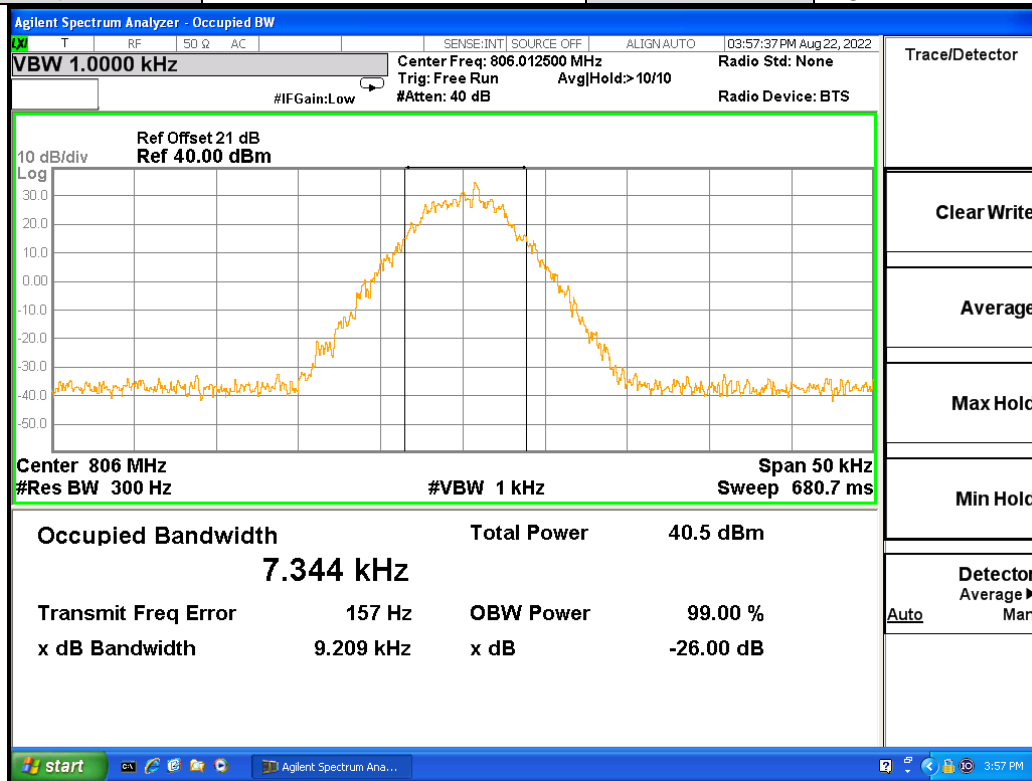 Agilent Spectrum Analyzer - Occupied BW
LXI T RF 50 Ω AC SENSE:INT SOURCE OFF ALIGN AUTO 03:57:37 PM Aug 22, 2022
VBW 1.0000 kHz
Center Freq: 806.012500 MHz Radio Std: None
Trig: Free Run Avg|Hold:>10/10
#IFGain:Low #Atten: 40 dB Radio Device: BTS
Ref Offset 21 dB
10 dB/div Ref 40.00 dBm
Log
30.0
20.0
10.0
0.00
-10.0
-20.0
-30.0
-40.0
-50.0
Center 806 MHz Span 50 kHz
#Res BW 300 Hz #VBW 1 kHz Sweep 680.7 ms
Occupied Bandwidth Total Power 40.5 dBm
7.344 kHz
Transmit Freq Error 157 Hz OBW Power 99.00 %
x dB Bandwidth 9.209 kHz x dB -26.00 dB
Trace/Detector
Clear Write
Average
Max Hold
Min Hold
Detector
Average
Auto Man
start Agilent Spectrum Ana... 3:57 PM